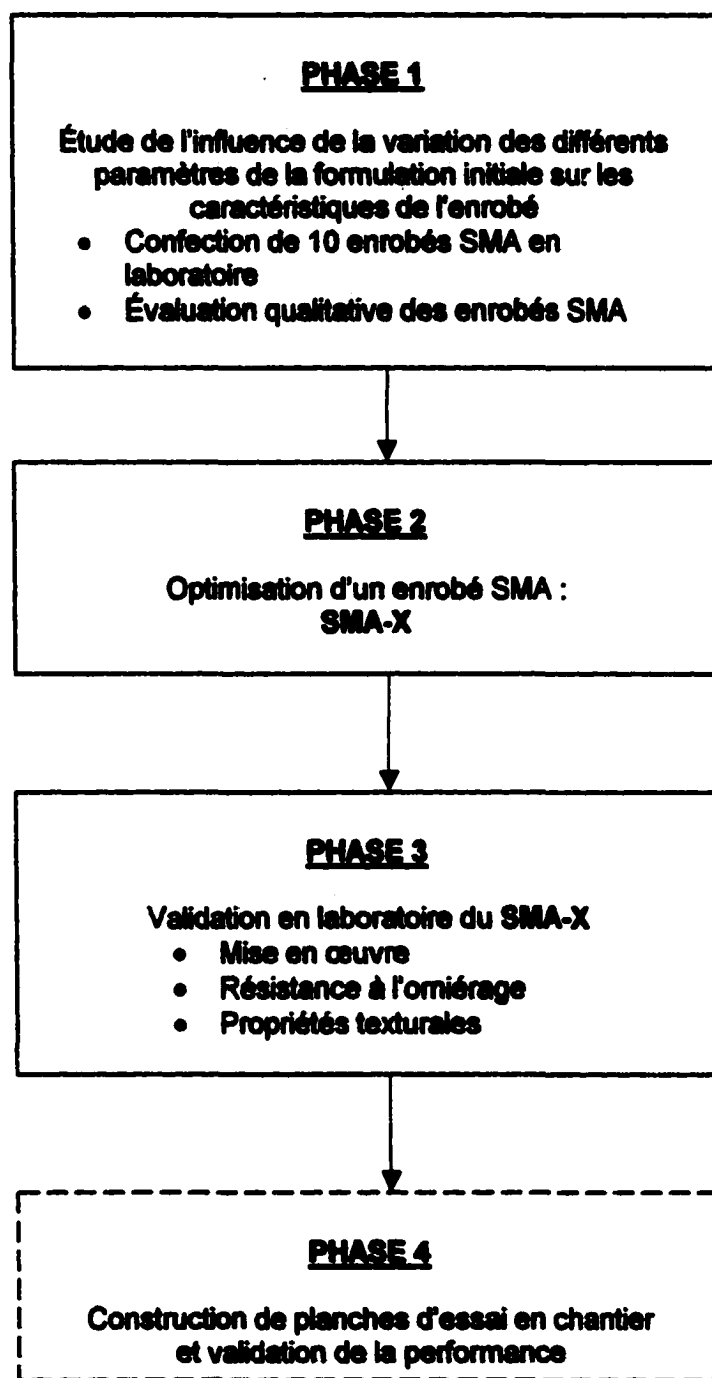 PHASE 1
Étude de l'influence de la variation des différents
paramètres de la formulation initiale sur les
caractéristiques de l'enrobé
• Confection de 10 enrobés SMA en
laboratoire
• Évaluation qualitative des enrobés SMA
PHASE 2
Optimisation d'un enrobé SMA :
SMA-X
PHASE 3
Validation en laboratoire du SMA-X
• Mise en œuvre
• Résistance à l'orniérage
• Propriétés texturales
PHASE 4
Construction de planches d'essai en chantier
et validation de la performance